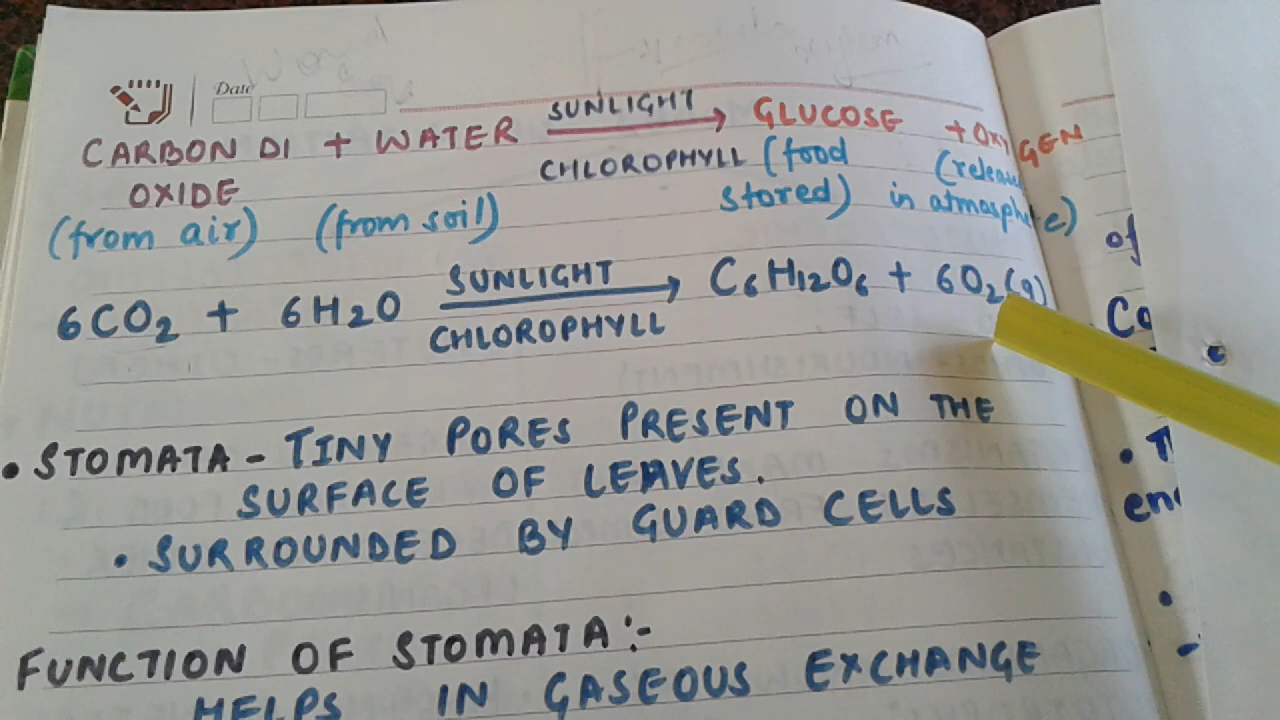 Date
SUNLIGHT
CARBON DI + WATER → GLUCOSE + OXYGEN
OXIDE CHLOROPHYLL (food
(from air) (from soil) stored) in atmosph
SUNLIGHT
6CO2 + 6H2O → C6H12O6 + 6O2(g)
CHLOROPHYLL
• STOMATA - TINY PORES PRESENT ON THE
SURFACE OF LEAVES.
• SURROUNDED BY GUARD CELLS
FUNCTION OF STOMATA :-
HELPS IN GASEOUS EXCHANGE
of